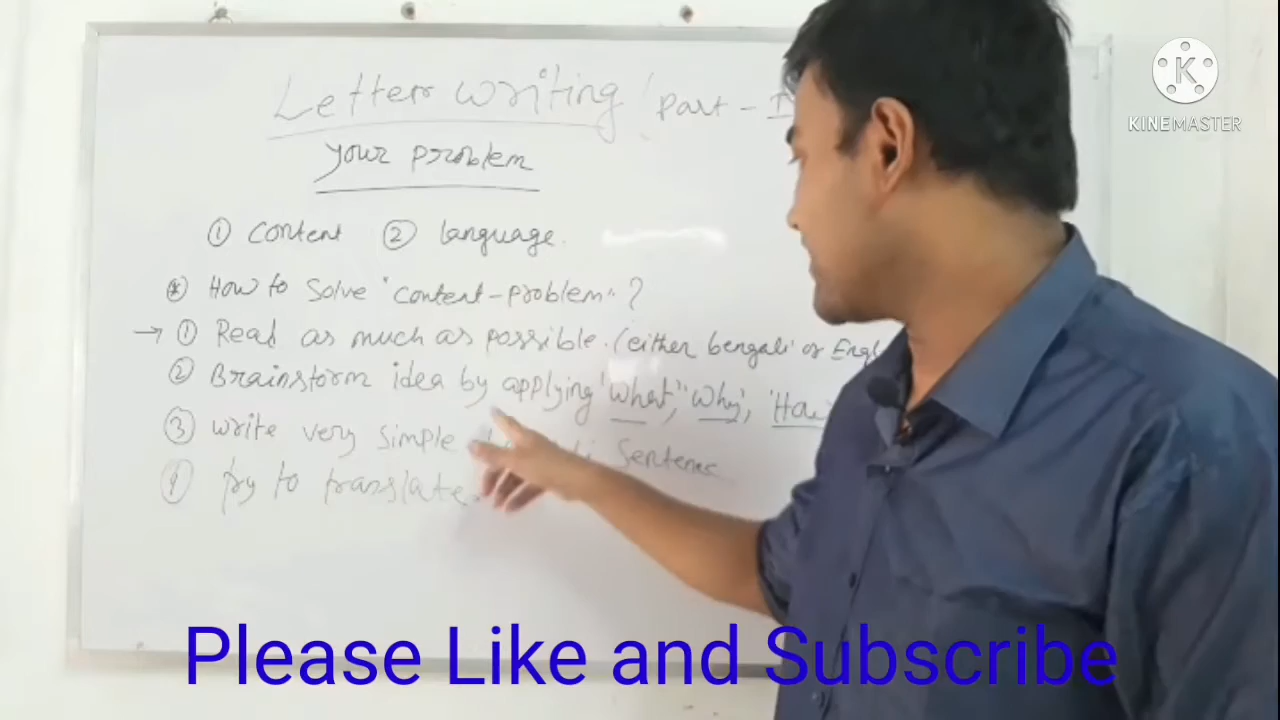 Letter writing Part - I
your problem
① content ② language.
* How to solve "content-problem" ?
→ ① Read as much as possible. (either bengali or Engl
② Brainstorm idea by applying 'what', 'why', 'How'
③ write very simple Sentence
④ try to translate.
Please Like and Subscribe
K
KINEMASTER